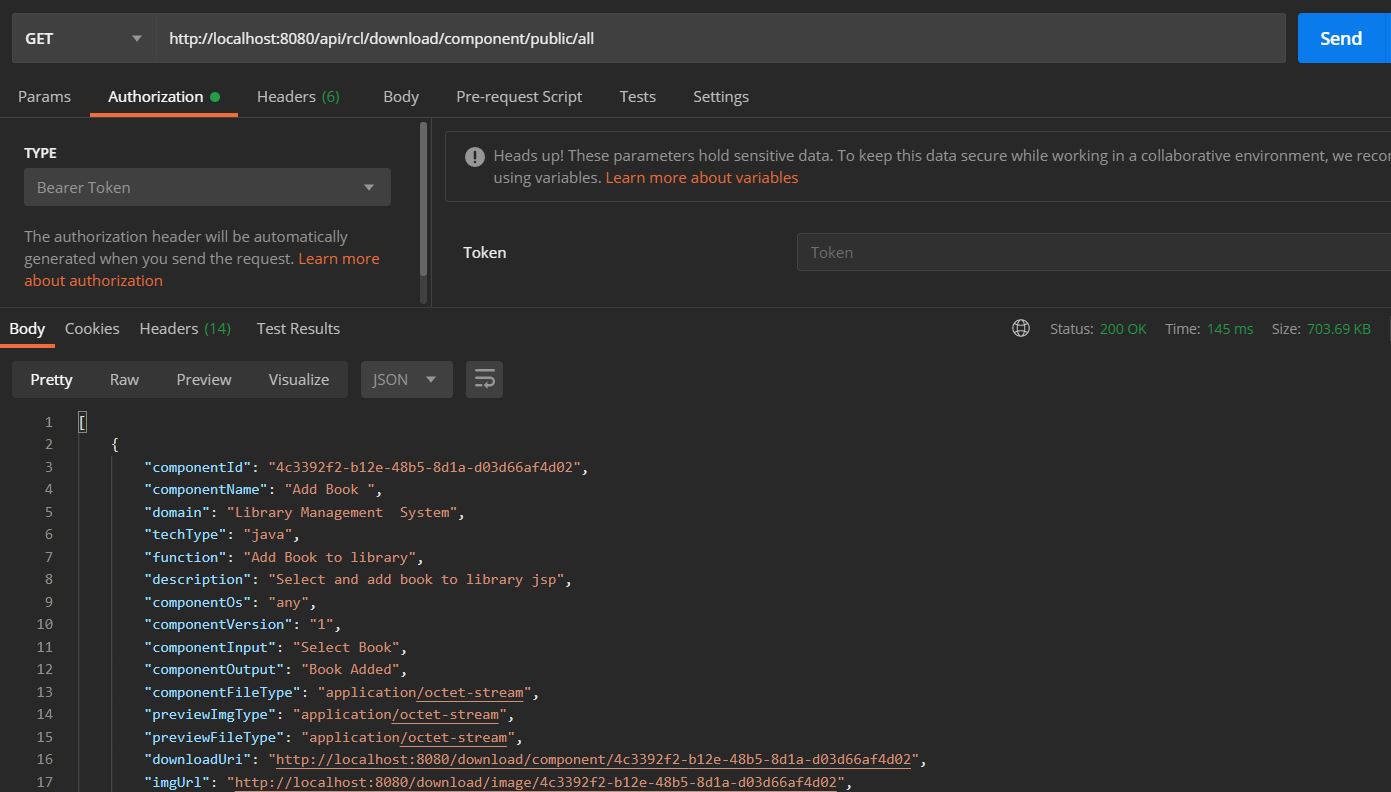 GET http://localhost:8080/api/rcl/download/component/public/all Send
Params Authorization Headers (6) Body Pre-request Script Tests Settings
TYPE
Bearer Token
The authorization header will be automatically
generated when you send the request. Learn more
about authorization
Heads up! These parameters hold sensitive data. To keep this data secure while working in a collaborative environment, we recor
using variables. Learn more about variables
Token Token
Body Cookies Headers (14) Test Results Status: 200 OK Time: 145 ms Size: 703.69 KB
Pretty Raw Preview Visualize JSON
1 [
2 {
3 "componentId": "4c3392f2-b12e-48b5-8d1a-d03d66af4d02",
4 "componentName": "Add Book ",
5 "domain": "Library Management  System",
6 "techType": "java",
7 "function": "Add Book to library",
8 "description": "Select and add book to library jsp",
9 "componentOs": "any",
10 "componentVersion": "1",
11 "componentInput": "Select Book",
12 "componentOutput": "Book Added",
13 "componentFileType": "application/octet-stream",
14 "previewImgType": "application/octet-stream",
15 "previewFileType": "application/octet-stream",
16 "downloadUri": "http://localhost:8080/download/component/4c3392f2-b12e-48b5-8d1a-d03d66af4d02",
17 "imgUrl": "http://localhost:8080/download/image/4c3392f2-b12e-48b5-8d1a-d03d66af4d02",